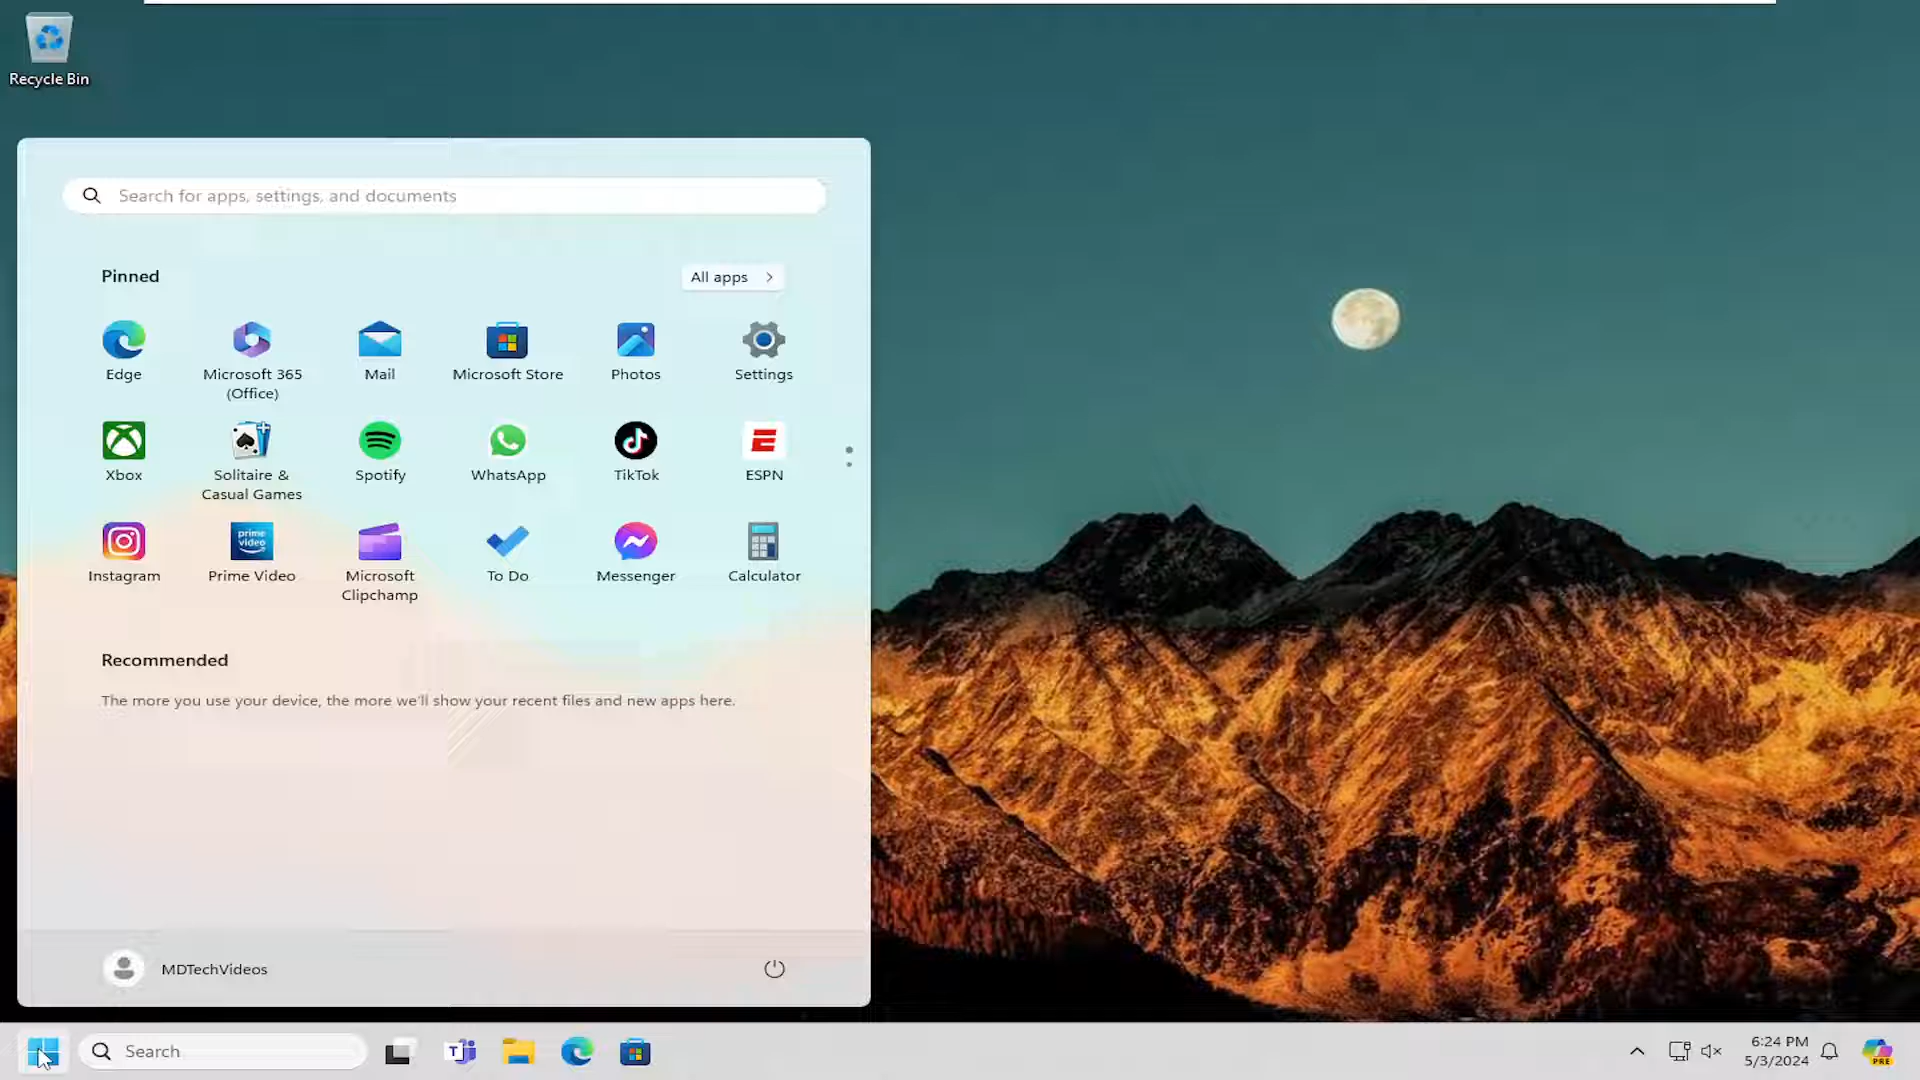 Recycle Bin
Search for apps, settings, and documents
Pinned
All apps
Edge
Microsoft 365
(Office)
Mail
Microsoft Store
Photos
Settings
Xbox
Solitaire &
Casual Games
Spotify
WhatsApp
TikTok
ESPN
prime
video
Instagram
Prime Video
Microsoft
Clipchamp
To Do
Messenger
Calculator
Recommended
The more you use your device, the more we'll show your recent files and new apps here.
MDTechVideos
Search
T
6:24 PM
5/3/2024
PRE